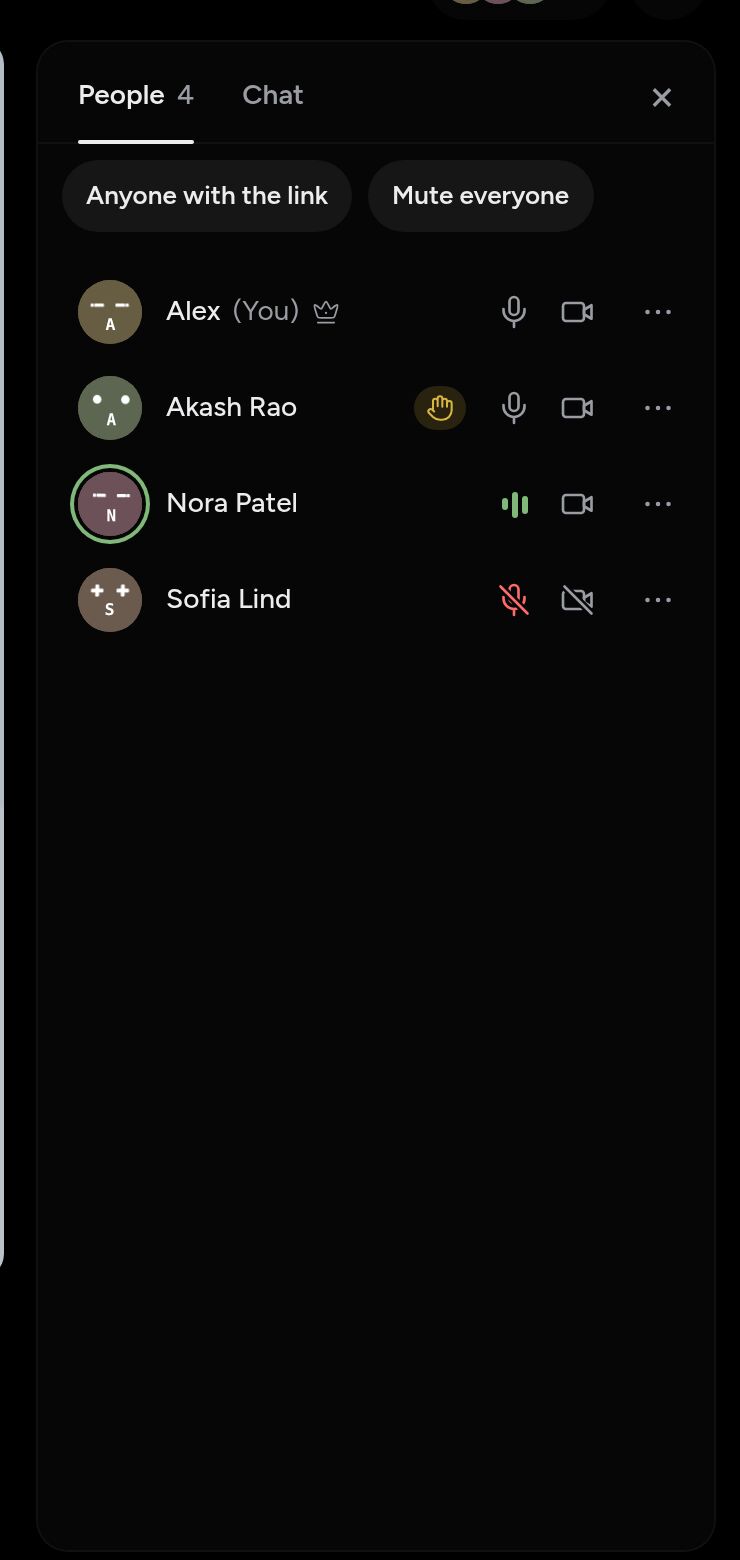 People 4 Chat
Anyone with the link Mute everyone
A Alex (You)
A Akash Rao
N Nora Patel
S Sofia Lind